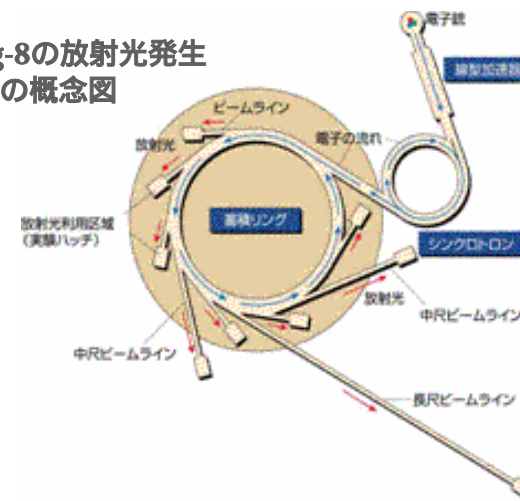 g-8の放射光発生
の概念図
電子銃
線型加速器
ビームライン
放射光
電子の流れ
放射光利用区域
(実験ハッチ)
蓄積リング
シンクロトロン
放射光
中尺ビームライン
中尺ビームライン
長尺ビームライン